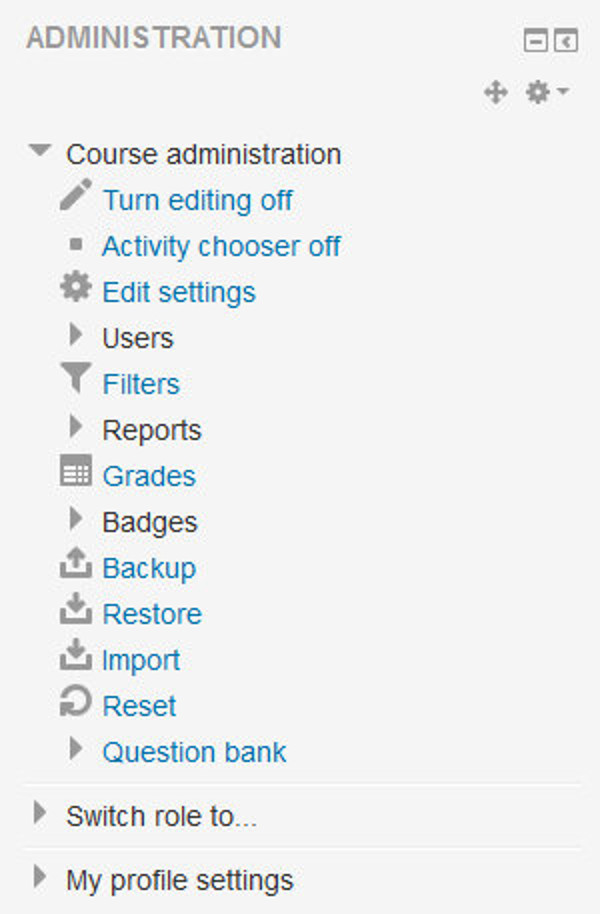 ADMINISTRATION
Course administration
Turn editing off
Activity chooser off
Edit settings
Users
Filters
Reports
Grades
Badges
Backup
Restore
Import
Reset
Question bank
Switch role to...
My profile settings